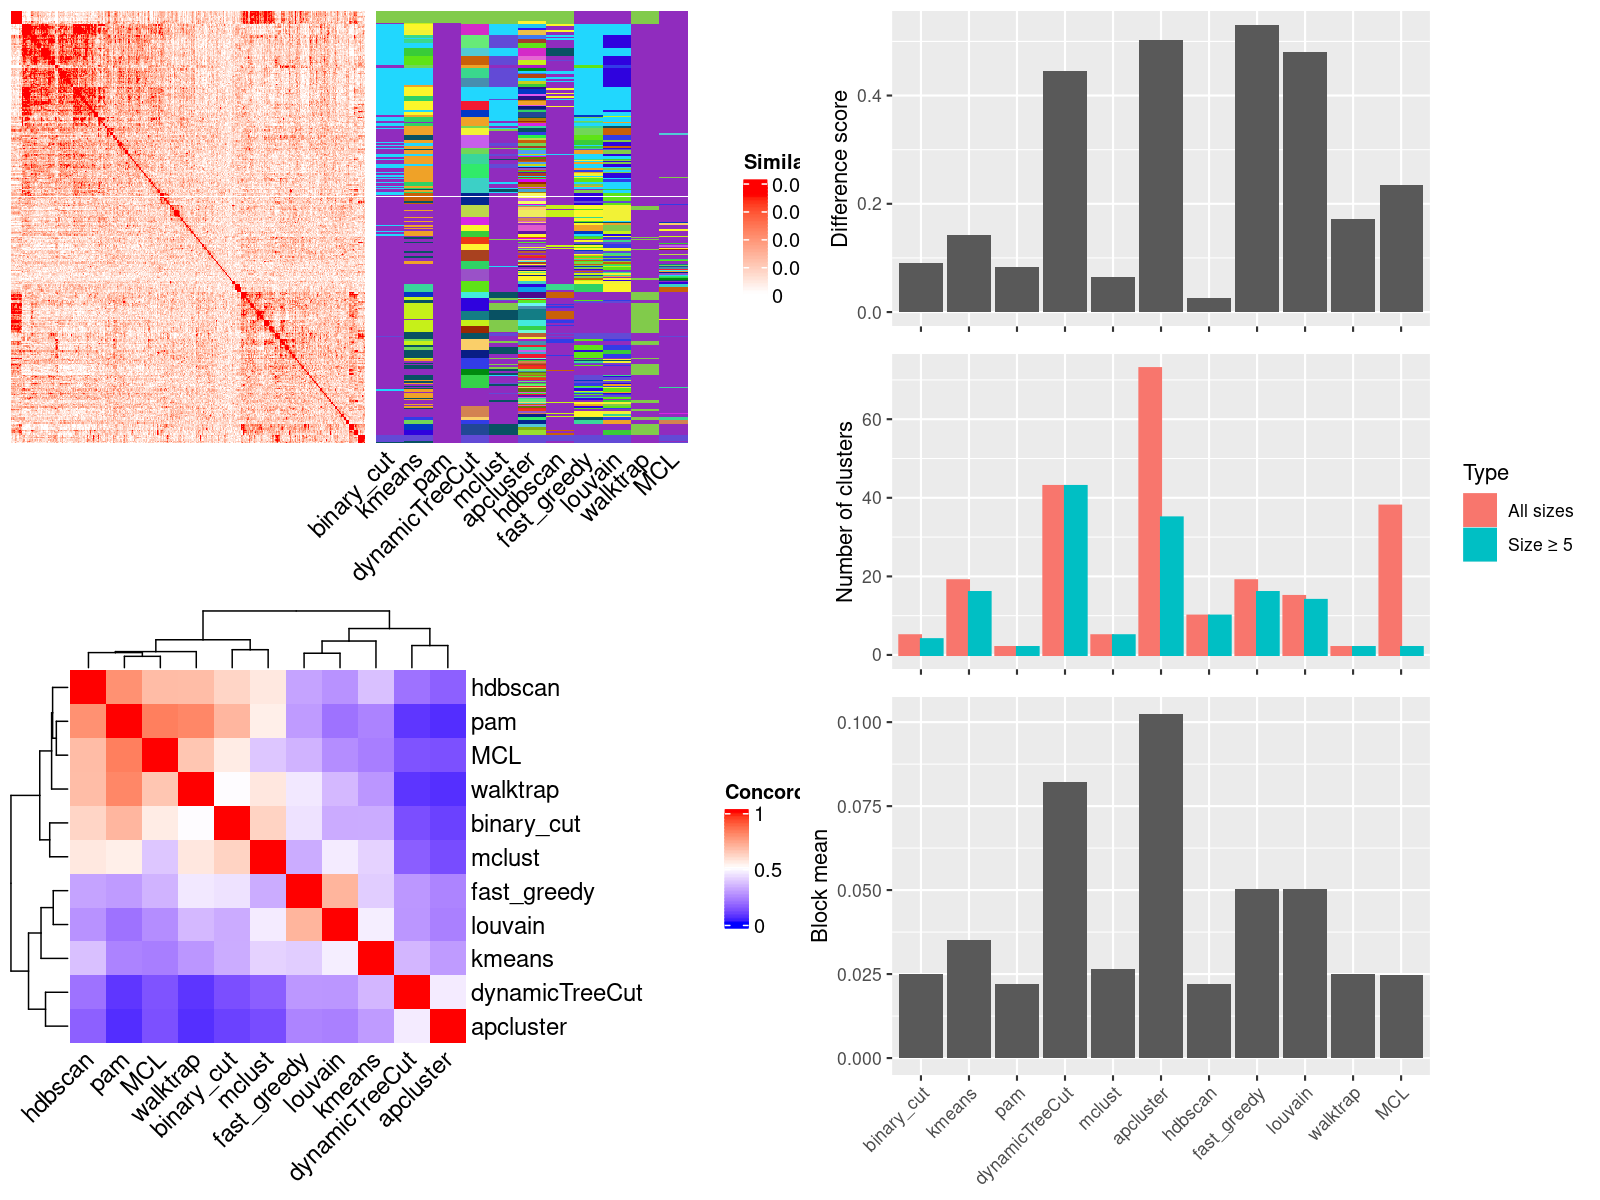 Simila
0.0
0.0
0.0
0.0
0
binary_cut
kmeans
pam
dynamicTreeCut
mclust
apcluster
hdbscan
fast_greedy
louvain
walktrap
MCL
hdbscan
pam
MCL
walktrap
binary_cut
mclust
fast_greedy
louvain
kmeans
dynamicTreeCut
apcluster
hdbscan
pam
MCL
walktrap
binary_cut
mclust
fast_greedy
louvain
kmeans
dynamicTreeCut
apcluster
Concord
1
0.5
0
Difference score
0.4
0.2
0.0
Number of clusters
60
40
20
0
Type
All sizes
Size ≥ 5
Block mean
0.100
0.075
0.050
0.025
0.000
binary_cut
kmeans
pam
dynamicTreeCut
mclust
apcluster
hdbscan
fast_greedy
louvain
walktrap
MCL